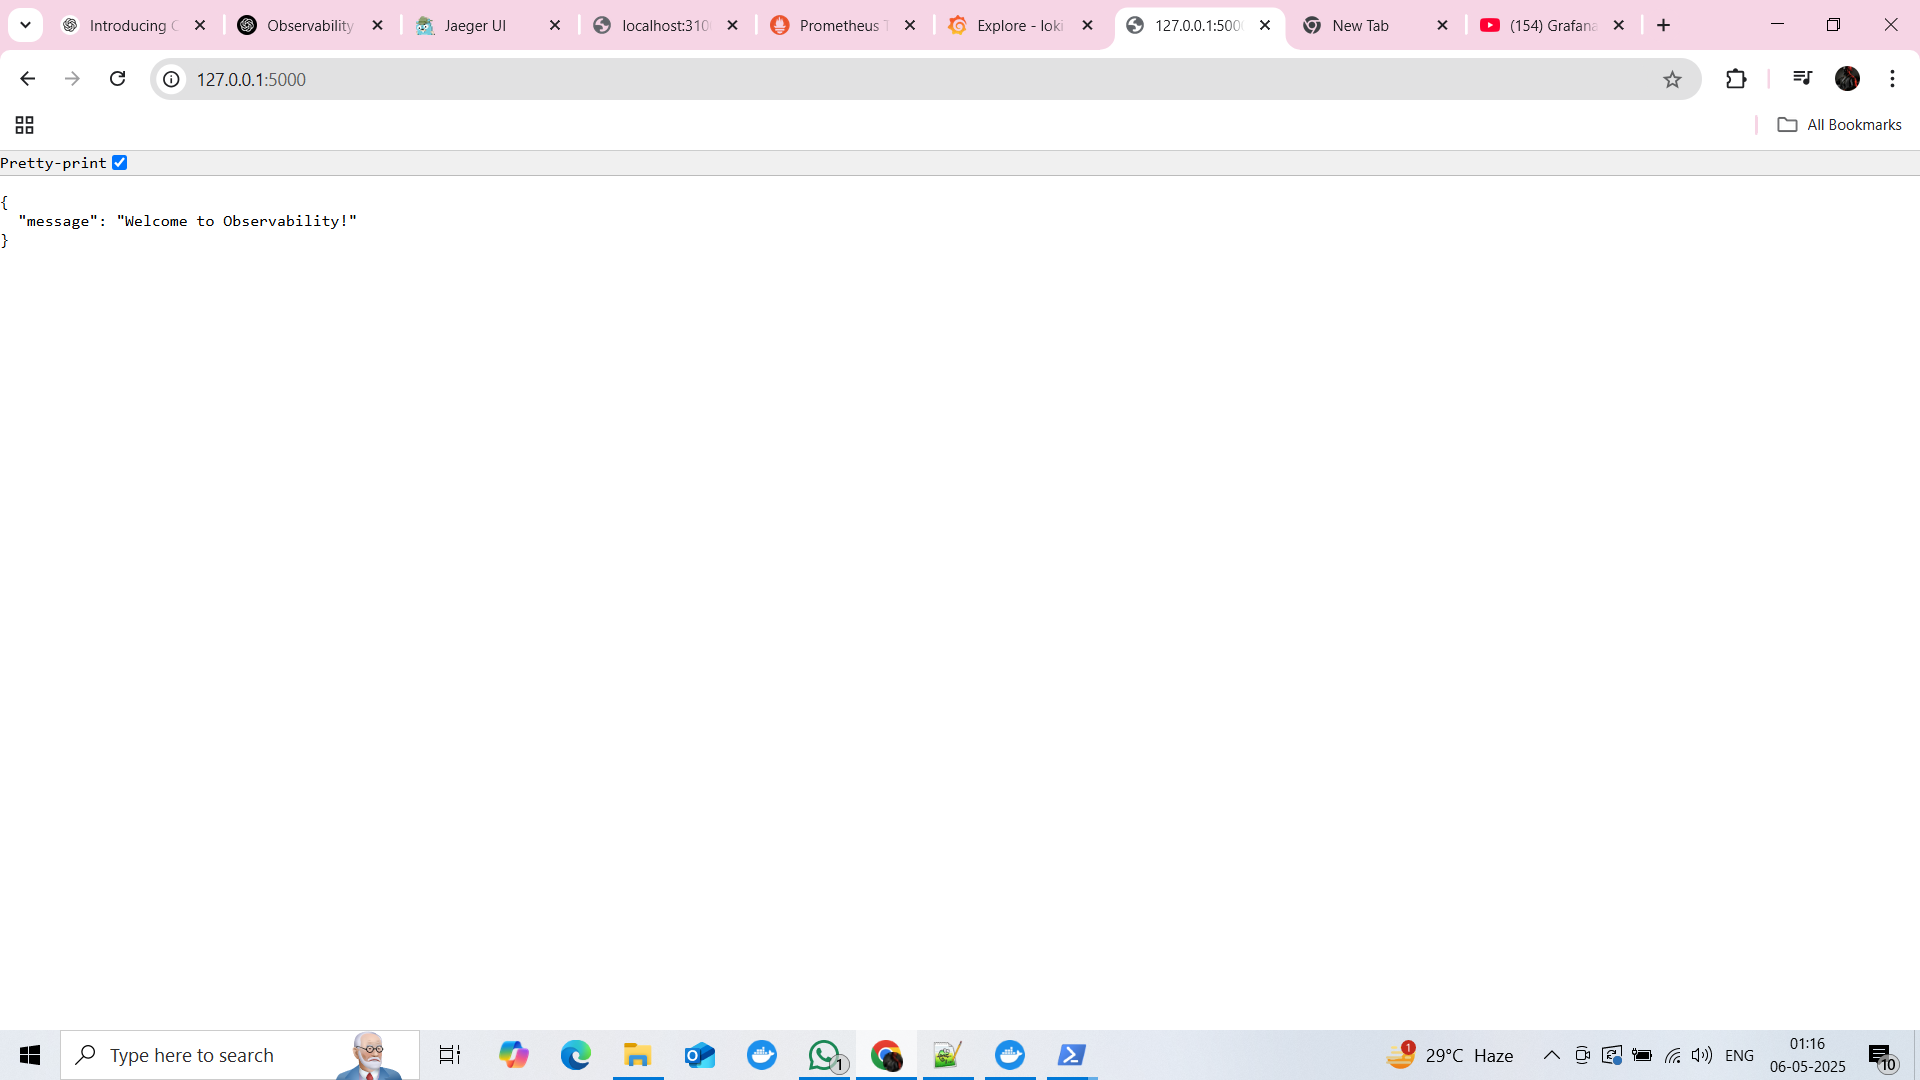 Introducing C
Observability
Jaeger UI
localhost:310
Prometheus T
Explore - loki
127.0.0.1:5000
New Tab
(154) Grafana
127.0.0.1:5000
All Bookmarks
Pretty-print
{
"message": "Welcome to Observability!"
}
Type here to search
1
1
29°C Haze
ENG
01:16
06-05-2025
10